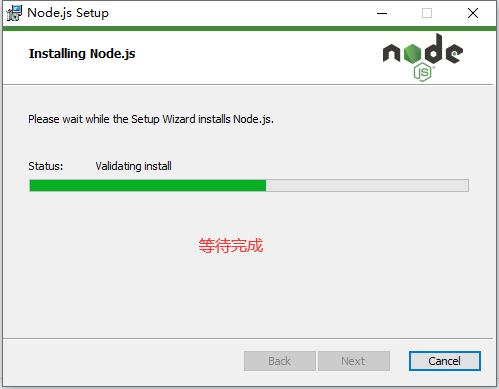 Node.js Setup
Installing Node.js
node
JS
Please wait while the Setup Wizard installs Node.js.
Status: Validating install
等待完成
Back Next Cancel